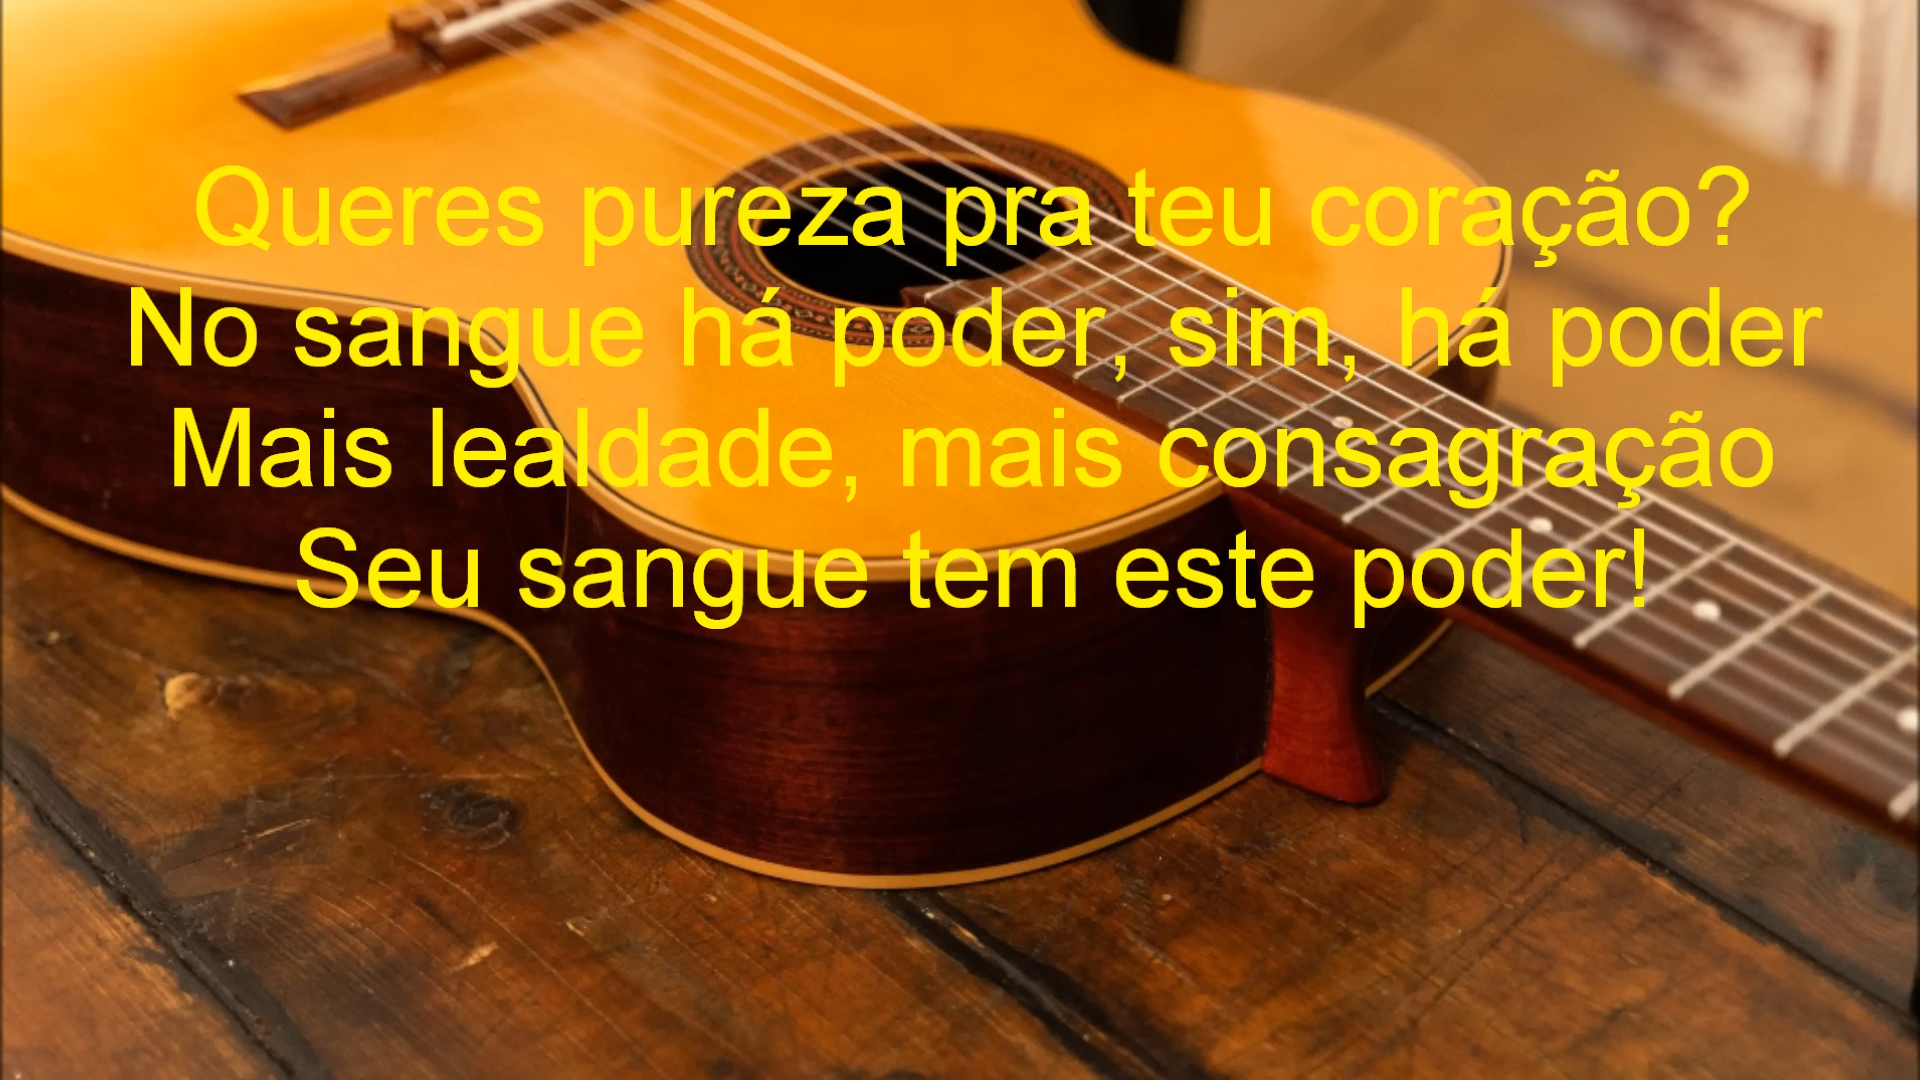 Queres pureza pra teu coração?
No sangue há poder, sim, há poder
Mais lealdade, mais consagração
Seu sangue tem este poder!